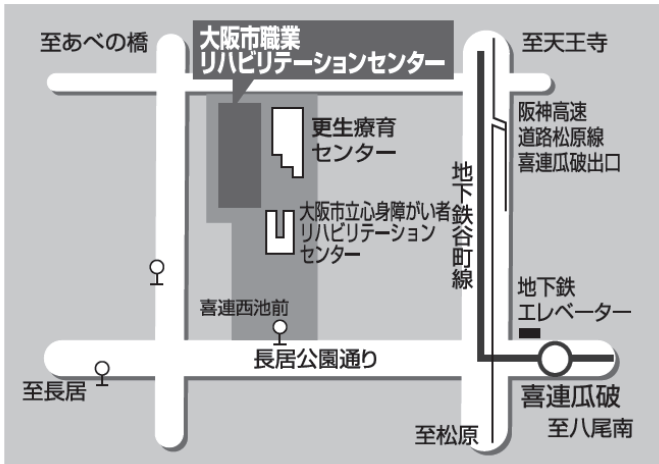 至あべの橋
大阪市職業
リハビリテーションセンター
至天王寺
阪神高速
道路松原線
喜連瓜破出口
更生療育
センター
地下鉄谷町線
大阪市立心身障がい者
リハビリテーション
センター
地下鉄
エレベーター
喜連西池前
長居公園通り
至長居
喜連瓜破
至松原
至八尾南